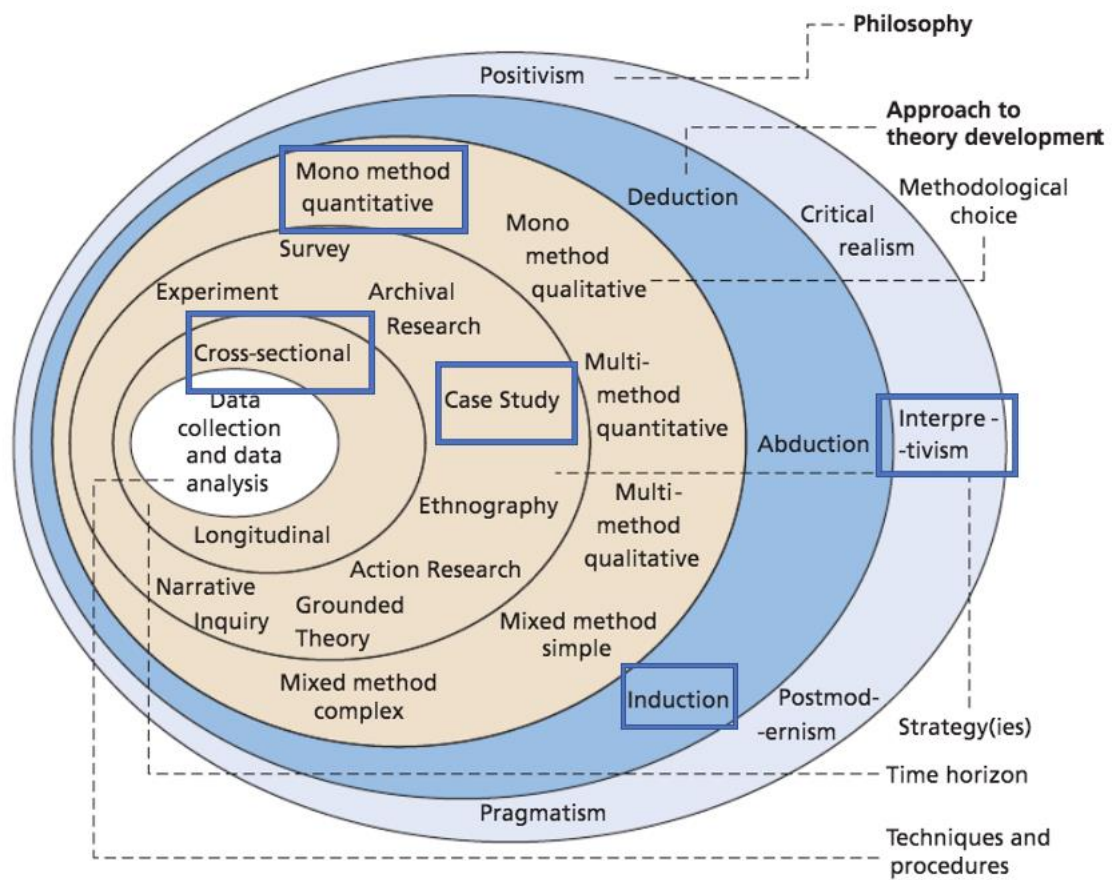 Philosophy
Positivism
Approach to
theory development
Mono method
quantitative
Deduction
Methodological
choice
Critical
realism
Mono
method
qualitative
Survey
Experiment
Archival
Research
Cross-sectional
Multi-
method
quantitative
Case Study
Data
collection
and data
analysis
Abduction
Interpre -
-tivism
Ethnography
Multi-
method
qualitative
Longitudinal
Action Research
Narrative
Inquiry
Grounded
Theory
Mixed method
simple
Mixed method
complex
Induction
Postmod-
-ernism
Strategy(ies)
Time horizon
Pragmatism
Techniques and
procedures